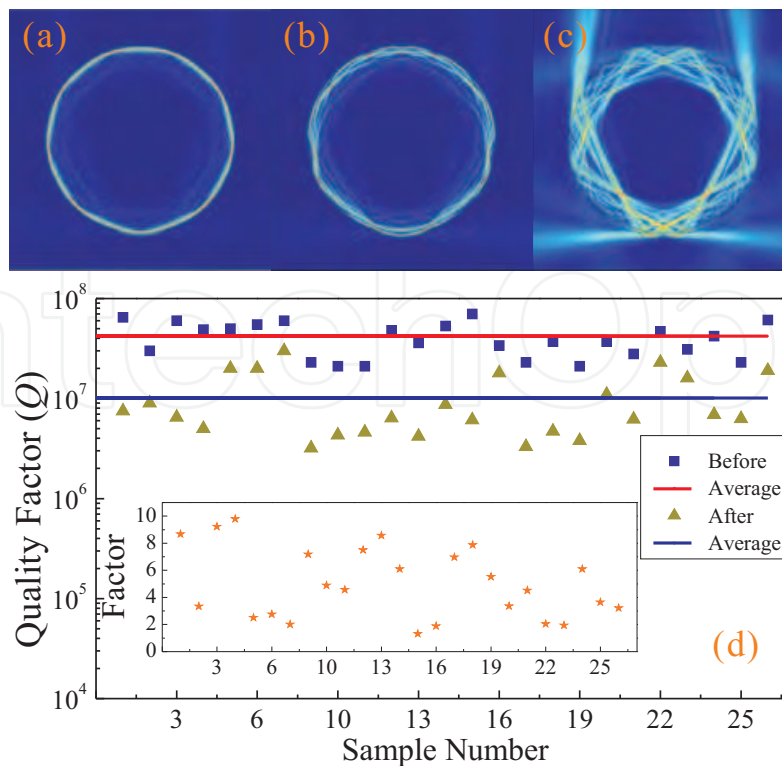 (a) (b) (c)
10^8
10^7
10^6
10^5
10^4
Quality Factor (Q)
Before
Average
After
Average
10
8
6
4
2
0
Factor
3 6 10 13 16 19 22 25
(d)
3 6 10 13 16 19 22 25
Sample Number